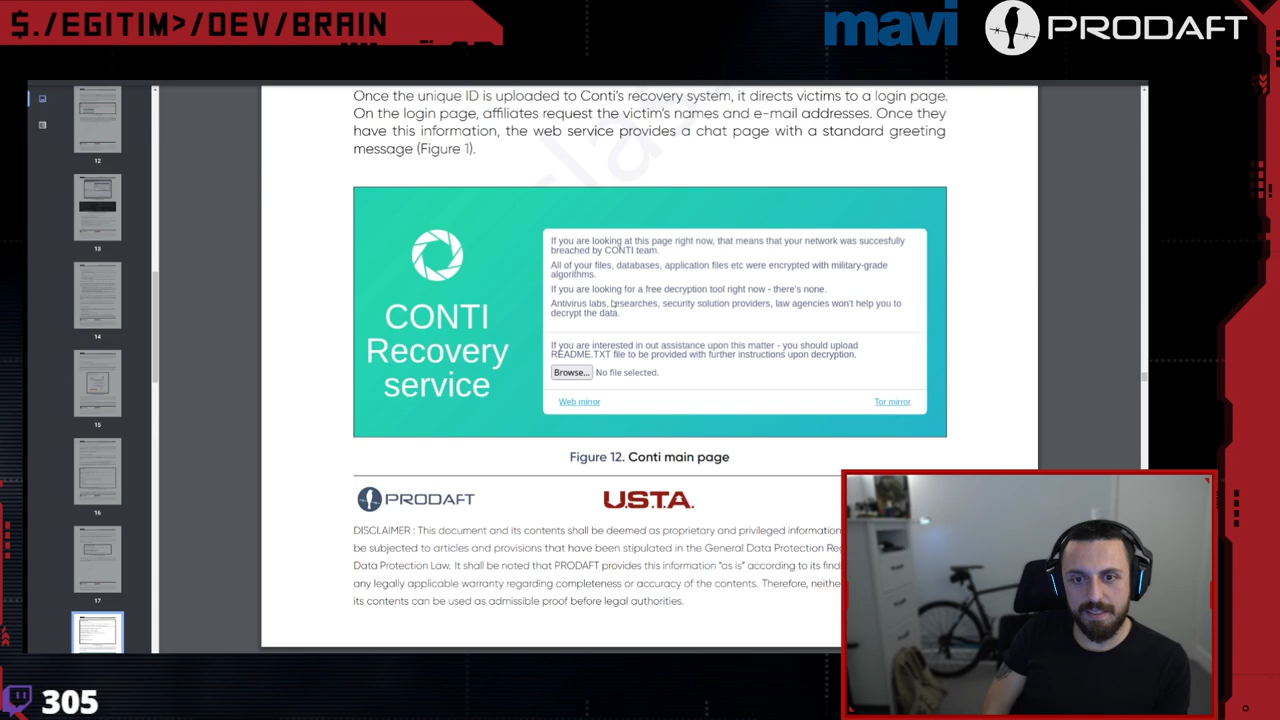 $./EGITIM>/DEV/BRAIN
mavi
PRODAFT
Once the unique ID is uploaded to Conti's recovery system, it directs victims to a login page.
On the login page, affiliates request the victim's names and e-mail addresses. Once they
have this information, the web service provides a chat page with a standard greeting
message (Figure 1).
12
13
14
15
16
17
CONTI
Recovery
service
If you are looking at this page right now, that means that your network was succesfully
breached by CONTI team.
All of your files, databases, application files etc were encrypted with military-grade
algorithms.
If you are looking for a free decryption tool right now - there's none.
Antivirus labs, researches, security solution providers, law agencies won't help you to
decrypt the data.
If you are interested in out assistance upon this matter - you should upload
README.TXT file to be provided with further instructions upon decryption.
Browse... No file selected.
Web mirror
Tor mirror
Figure 12. Conti main page
PRODAFT
U.S.T.A.
DISCLAIMER : This document and its contents shall be deemed as proprietary and privileged information
be subjected to articles and provisions that have been stipulated in the General Data Protection
Data Protection Law. It shall be noted that PRODAFT provides this information "as is" according to its
any legally applicable warranty regarding completeness or accuracy of the contents. Therefore,
its contents can be used as admissible proof before legal authorities.
305